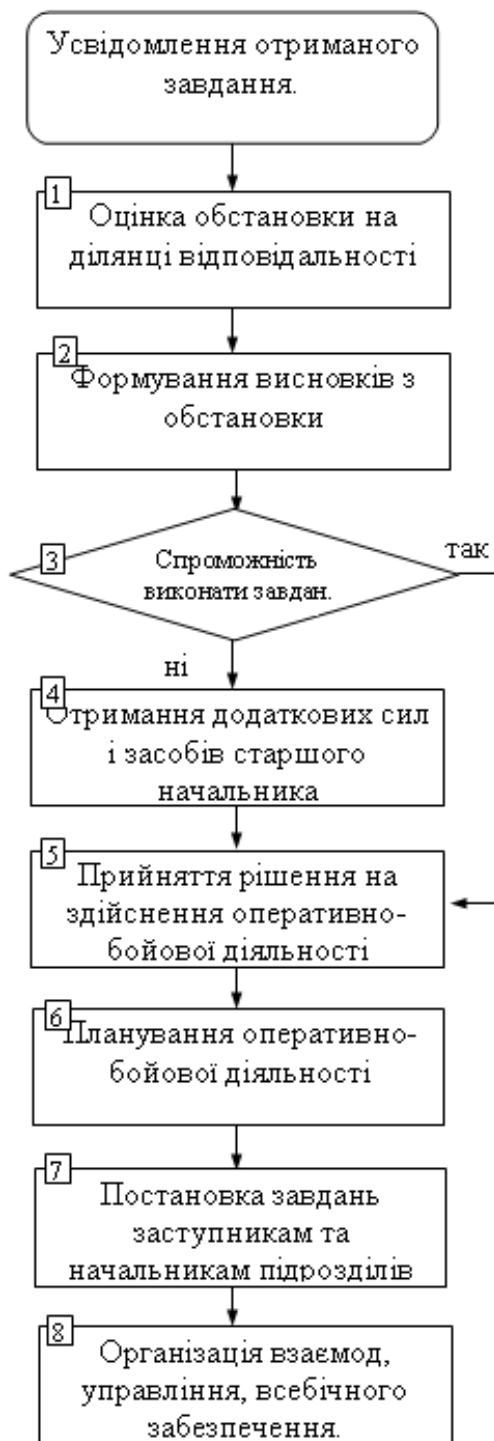 Усвідомлення отриманого
завдання.
1
Оцінка обстановки на
ділянці відповідальності
2
Формування висновків з
обстановки
3
Спроможність
виконати завдан.
так
ні
4
Отримання додаткових сил
і засобів старшого
начальника
5
Прийняття рішення на
здійснення оперативно-
бойової діяльності
6
Планування оперативно-
бойової діяльності
7
Постановка завдань
заступникам та
начальникам підрозділів
8
Організація взаємод,
управління, всебічного
забезпечення.